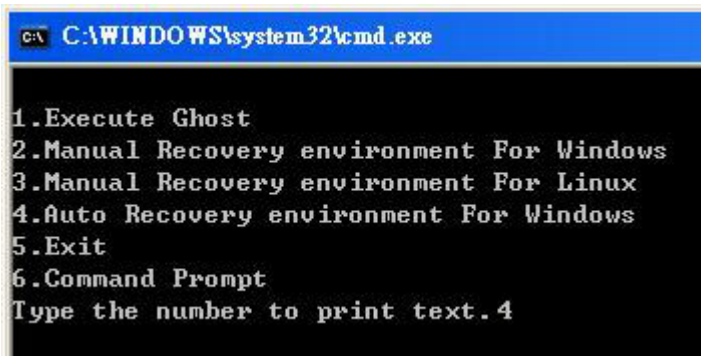 C:\WINDOWS\system32\cmd.exe
1.Execute Ghost
2.Manual Recovery environment For Windows
3.Manual Recovery environment For Linux
4.Auto Recovery environment For Windows
5.Exit
6.Command Prompt
Type the number to print text.4